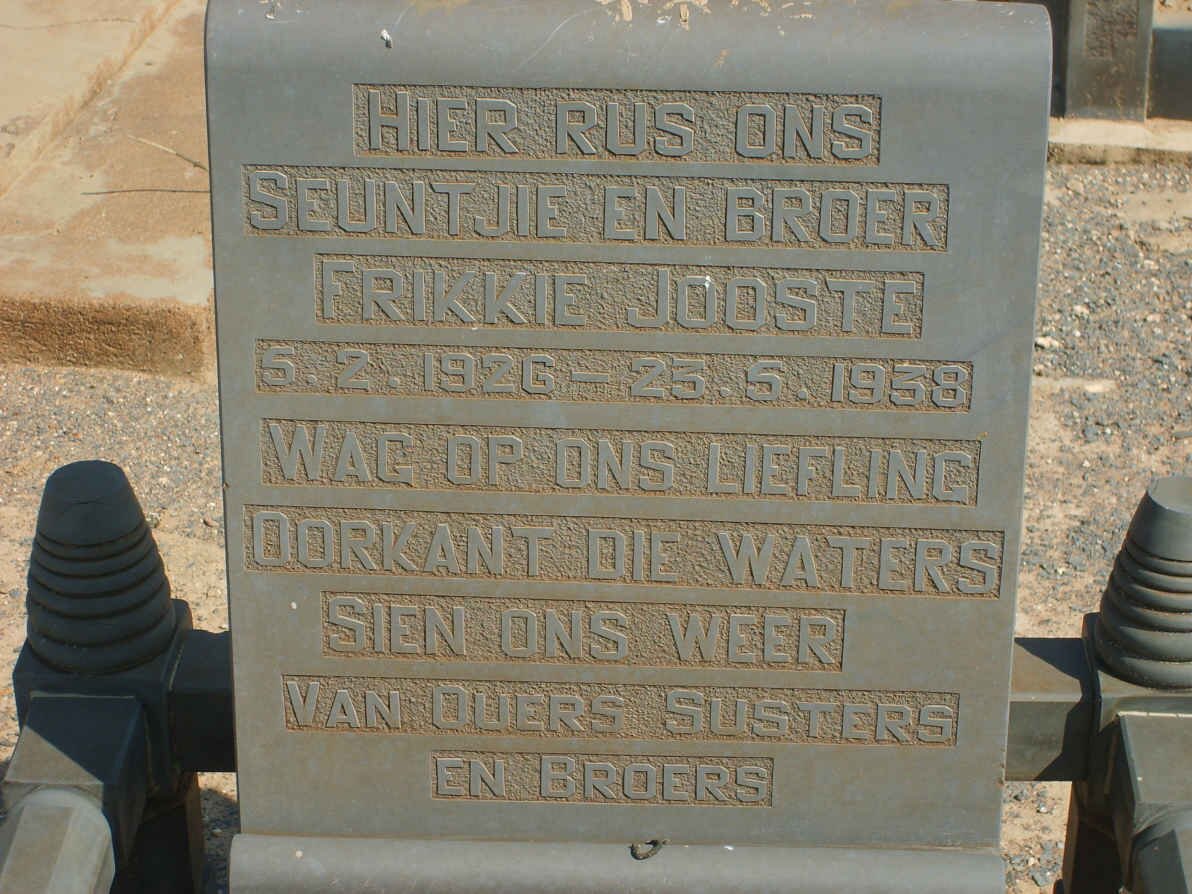 HIER RUS ONS
SEUNTJIE EN BROER
FRIKKIE JOOSTE
5. 2. 1926 – 23. 5. 1938
WAG OP ONS LIEFLING
OORKANT DIE WATERS
SIEN ONS WEER
VAN OUERS SUSTERS
EN BROERS